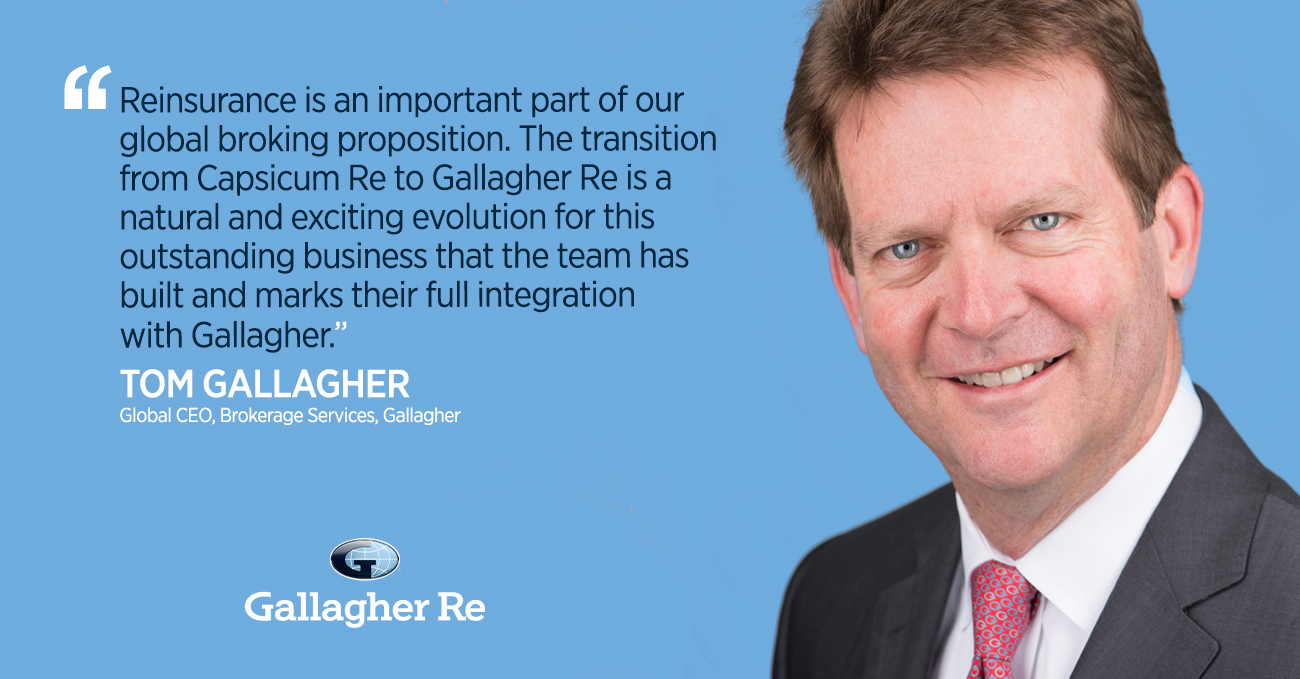 “Reinsurance is an important part of our
global broking proposition. The transition
from Capsicum Re to Gallagher Re is a
natural and exciting evolution for this
outstanding business that the team has
built and marks their full integration
with Gallagher.”
TOM GALLAGHER
Global CEO, Brokerage Services, Gallagher
G
Gallagher Re